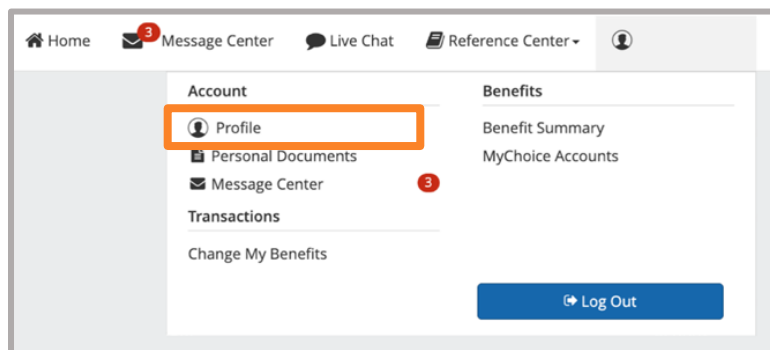 Home 3 Message Center Live Chat Reference Center
Account
Profile
Personal Documents
Message Center 3
Transactions
Change My Benefits
Benefits
Benefit Summary
MyChoice Accounts
Log Out